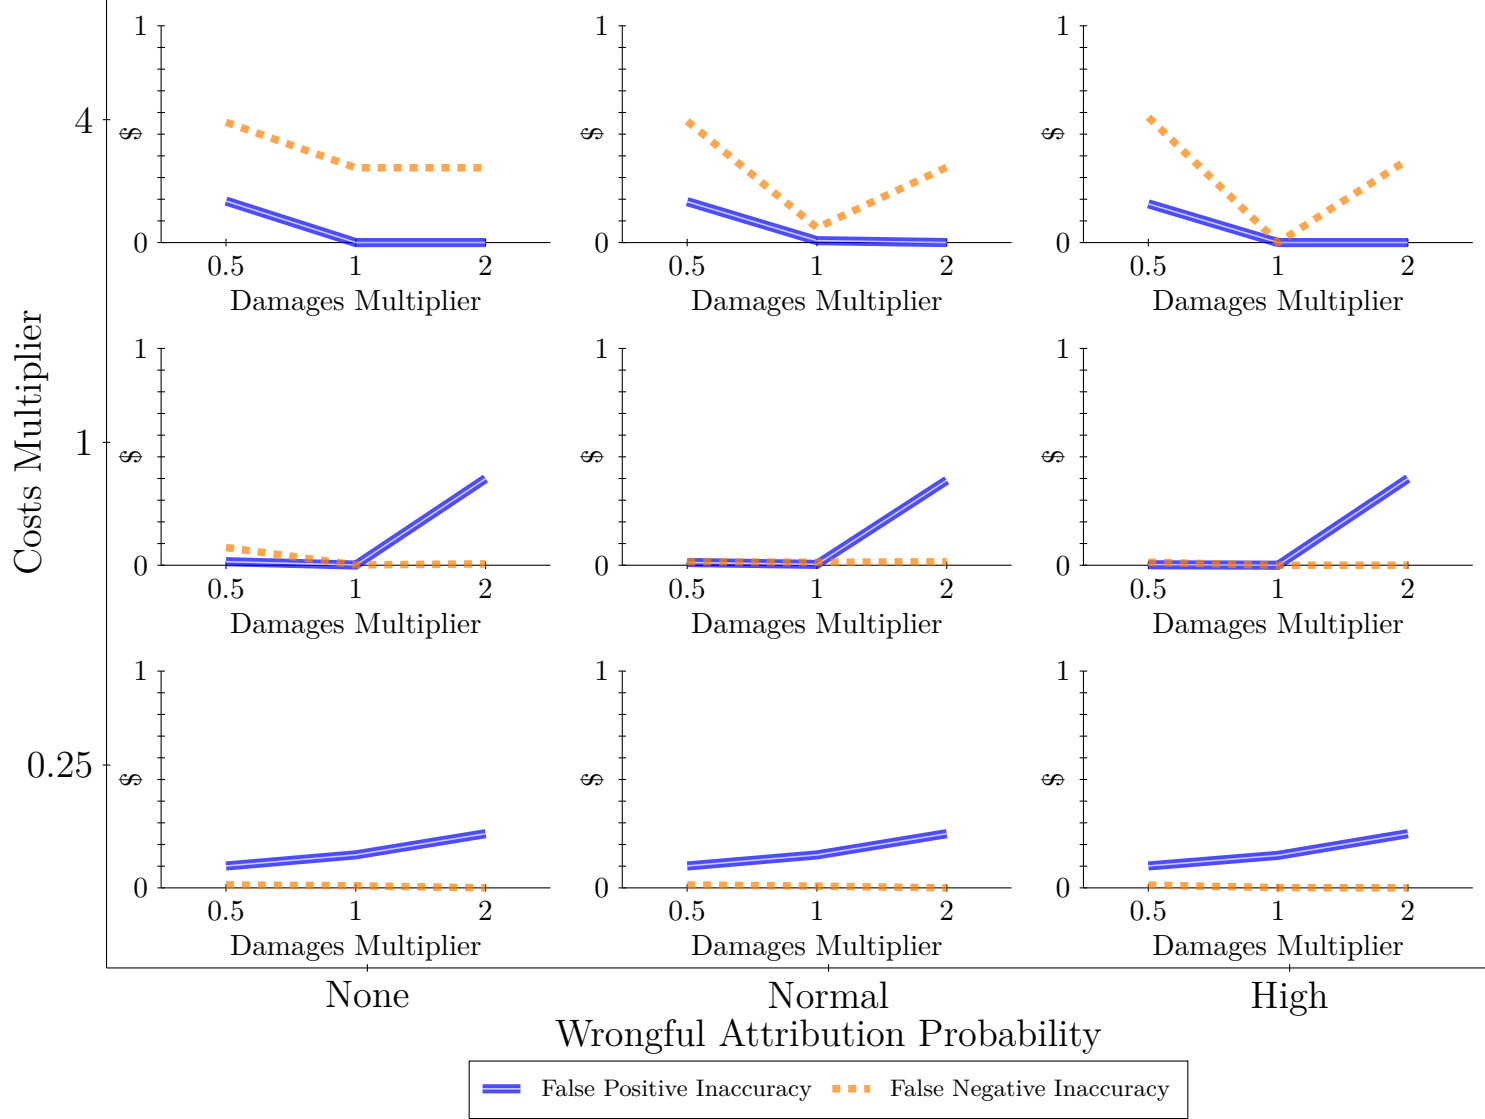 Costs Multiplier
4
1
$
0
0.5 1 2
Damages Multiplier
1
$
0
0.5 1 2
Damages Multiplier
1
$
0
0.5 1 2
Damages Multiplier
1
1
$
0
0.5 1 2
Damages Multiplier
1
$
0
0.5 1 2
Damages Multiplier
1
$
0
0.5 1 2
Damages Multiplier
0.25
1
$
0
0.5 1 2
Damages Multiplier
1
$
0
0.5 1 2
Damages Multiplier
1
$
0
0.5 1 2
Damages Multiplier
None Normal High
Wrongful Attribution Probability
False Positive Inaccuracy False Negative Inaccuracy